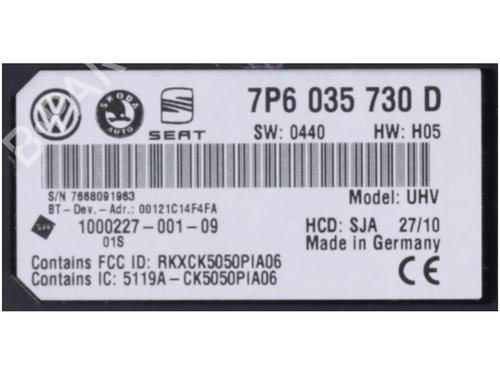 ŠKODA
AUTO
SEAT
7P6 035 730 D
SW: 0440 HW: H05
S/N 7668091963
BT-Dev.-Adr.: 00121C14F4FA
Model: UHV
1000227-001-09
01S
HCD: SJA 27/10
Made in Germany
Contains FCC ID: RKXCK5050PIA06
Contains IC: 5119A-CK5050PIA06
CE